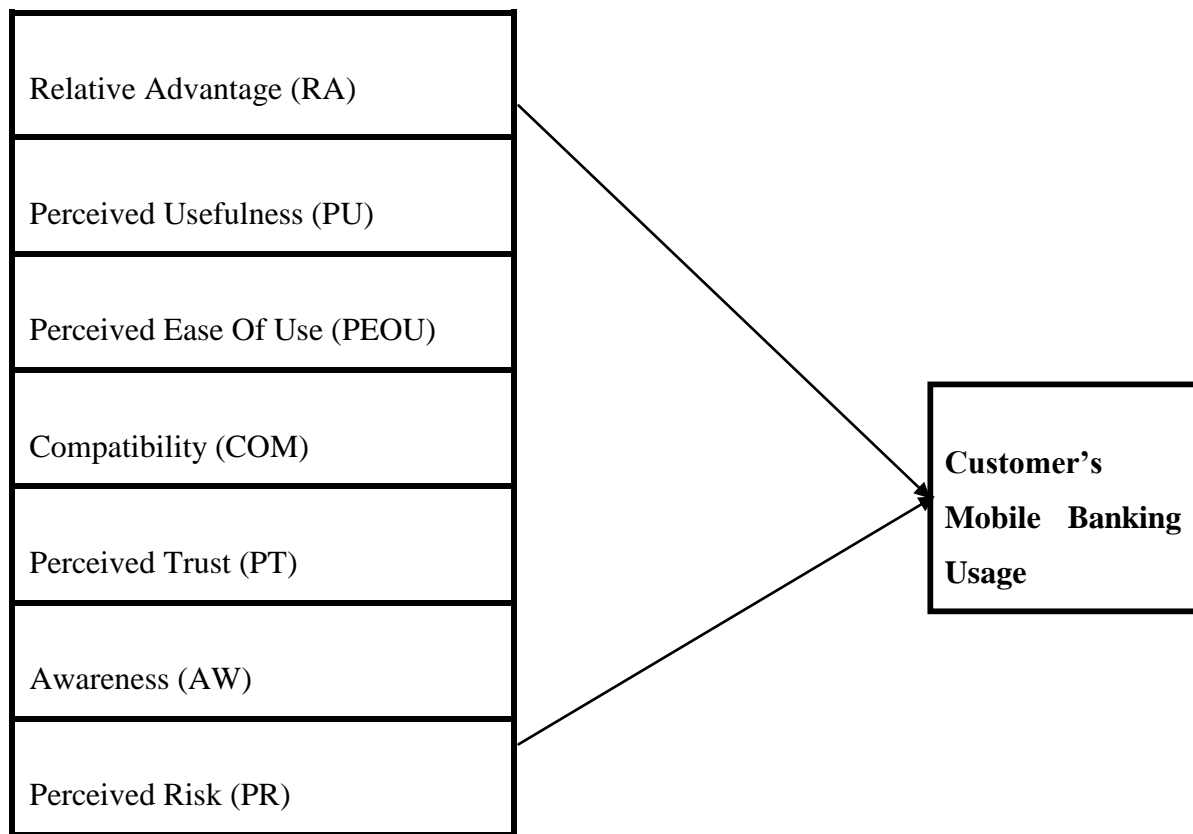 Relative Advantage (RA)
Perceived Usefulness (PU)
Perceived Ease Of Use (PEOU)
Compatibility (COM)
Perceived Trust (PT)
Awareness (AW)
Perceived Risk (PR)
Customer’s
Mobile Banking
Usage